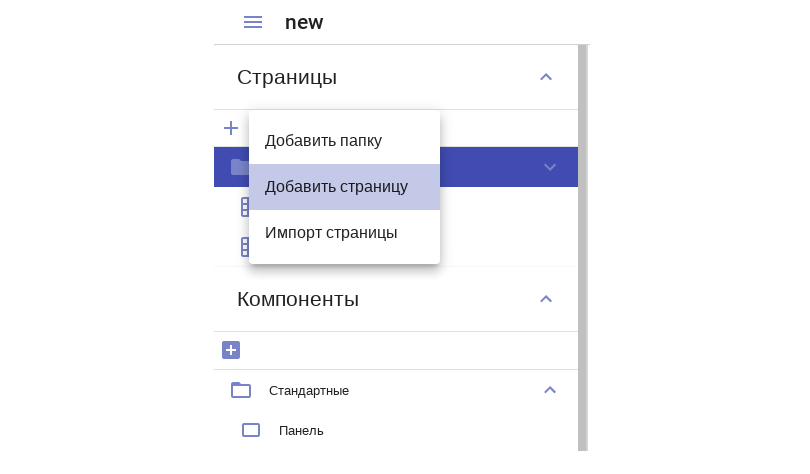 new
Страницы
Добавить папку
Добавить страницу
Импорт страницы
Компоненты
Стандартные
Панель